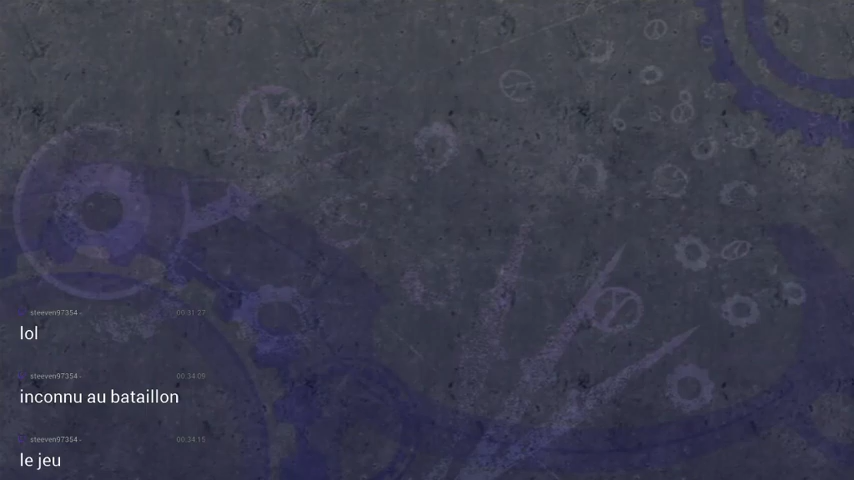 steeven97354 -
00:31:27
lol
steeven97354 -
00:34:09
inconnu au bataillon
steeven97354 -
00:34:15
le jeu